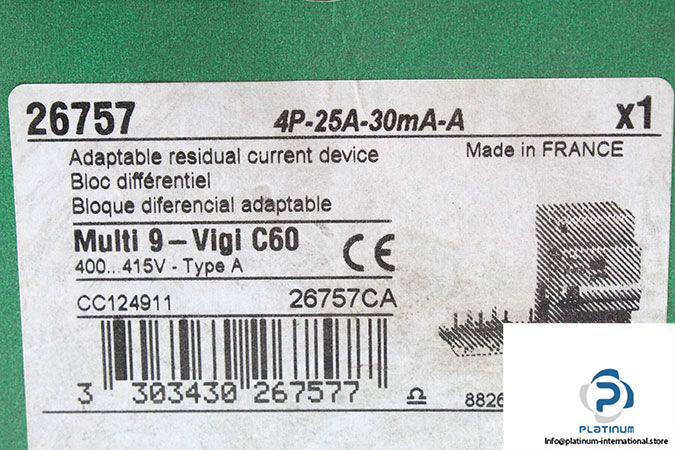 26757 4P-25A-30mA-A x1
Adaptable residual current device Made in FRANCE
Bloc différentiel
Bloque diferencial adaptable
Multi 9 – Vigi C60 CE
400...415V - Type A
CC124911 26757CA
3 303430 267577 8826
PLATINUM
info@platinum-international.store